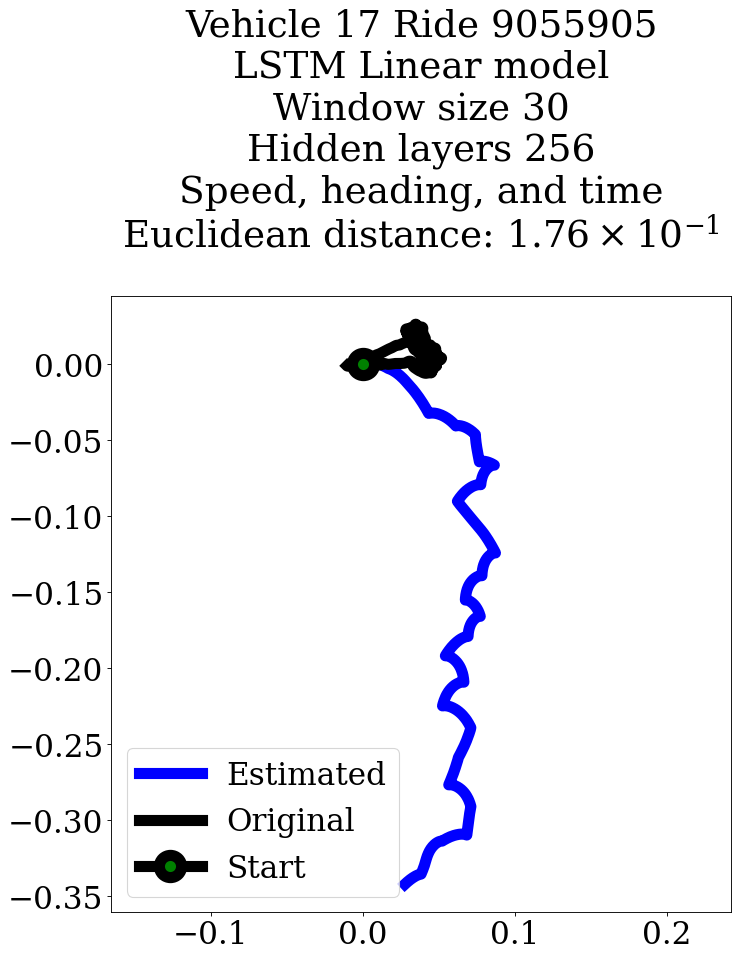 Vehicle 17 Ride 9055905
LSTM Linear model
Window size 30
Hidden layers 256
Speed, heading, and time
Euclidean distance: 1.76 × 10⁻¹
0.00
−0.05
−0.10
−0.15
−0.20
−0.25
−0.30
−0.35
Estimated
Original
Start
−0.1 0.0 0.1 0.2